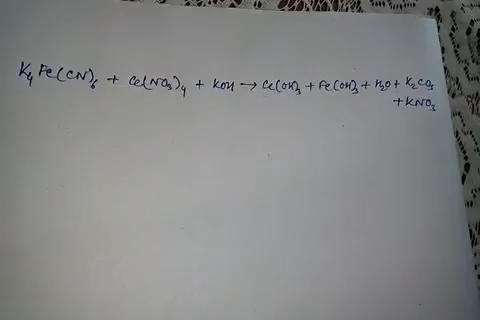 K₄Fe(CN)₆ + Ce(NO₃)₄ + KOH → Ce(OH)₃ + Fe(OH)₃ + H₂O + K₂CO₃
+ KNO₃